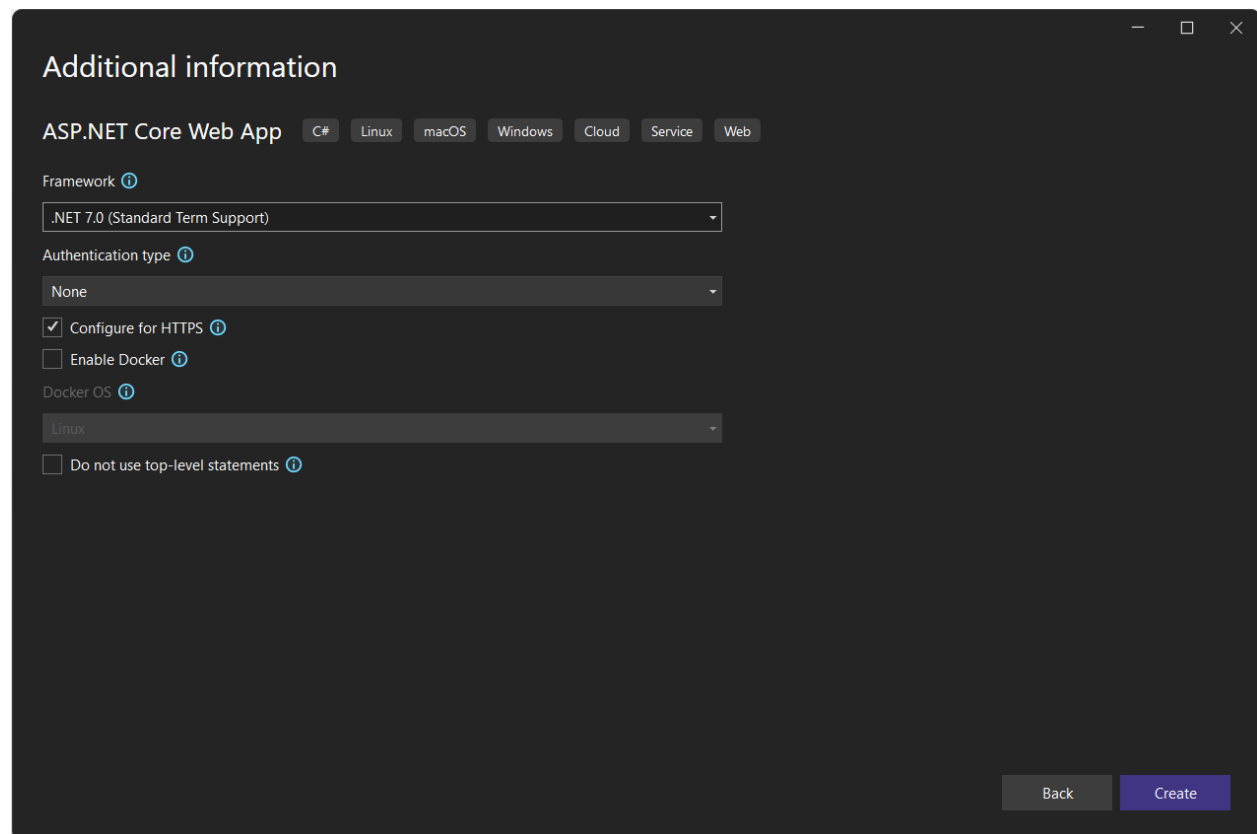 Additional information
ASP.NET Core Web App C# Linux macOS Windows Cloud Service Web
Framework
.NET 7.0 (Standard Term Support)
Authentication type
None
Configure for HTTPS
Enable Docker
Docker OS
Linux
Do not use top-level statements
Back Create